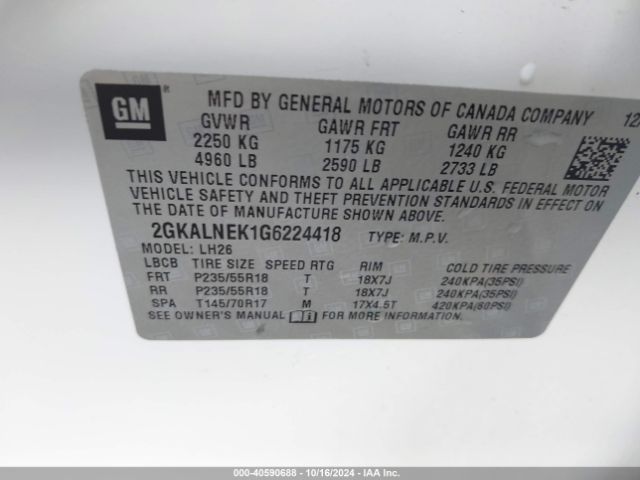 GM ®
MFD BY GENERAL MOTORS OF CANADA COMPANY
GVWR GAWR FRT GAWR RR
2250 KG 1175 KG 1240 KG
4960 LB 2590 LB 2733 LB
THIS VEHICLE CONFORMS TO ALL APPLICABLE U.S. FEDERAL MOTOR
VEHICLE SAFETY AND THEFT PREVENTION STANDARDS IN EFFECT ON
THE DATE OF MANUFACTURE SHOWN ABOVE.
2GKALNEK1G6224418 TYPE: M.P.V.
MODEL: LH26
LBCB TIRE SIZE SPEED RTG RIM COLD TIRE PRESSURE
FRT P235/55R18 T 18X7J 240KPA(35PSI)
RR P235/55R18 T 18X7J 240KPA(35PSI)
SPA T145/70R17 M 17X4.5T 420KPA(60PSI)
SEE OWNER'S MANUAL FOR MORE INFORMATION.
000-40590688 - 10/16/2024 - IAA Inc.